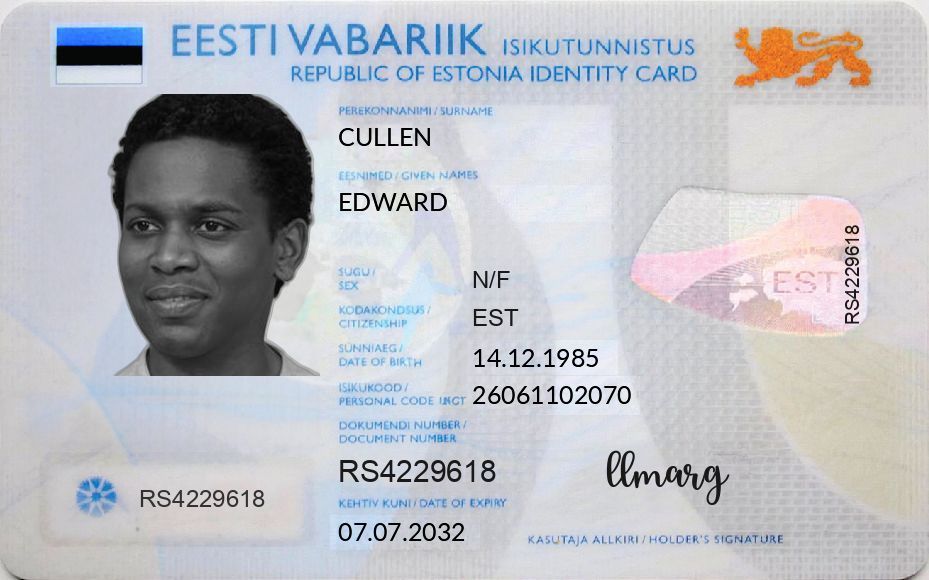 EESTI VABARIIK ISIKUTUNNISTUS
REPUBLIC OF ESTONIA IDENTITY CARD
PEREKONNANIMI / SURNAME
CULLEN
EESNIMED / GIVEN NAMES
EDWARD
SUGU /
SEX
N/F
KODAKONDSUS /
CITIZENSHIP
EST
SÜNNIAEG /
DATE OF BIRTH
14.12.1985
ISIKUKOOD /
PERSONAL CODE
26061102070
DOKUMENDI NUMBER /
DOCUMENT NUMBER
RS4229618
KEHTIV KUNI / DATE OF EXPIRY
07.07.2032
RS4229618
EST
RS4229618
llmarg
KASUTAJA ALLKIRI / HOLDER'S SIGNATURE